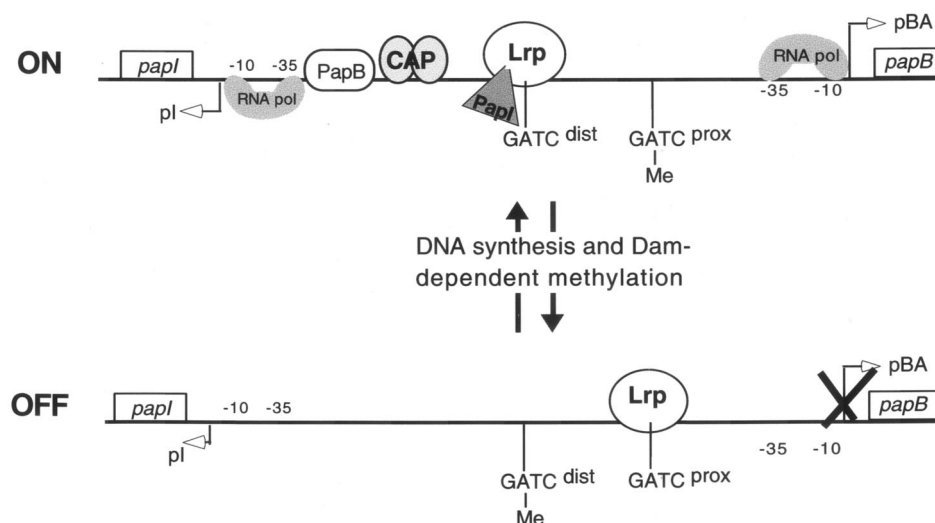 pBA
ON
papI
-10
-35
PapB
CAP
Lrp
RNA pol
papB
pI
RNA pol
PapI
-35
-10
GATC dist
GATC prox
Me
DNA synthesis and Dam-
dependent methylation
pBA
OFF
papI
-10
-35
Lrp
papB
pI
-35
-10
GATC dist
GATC prox
Me